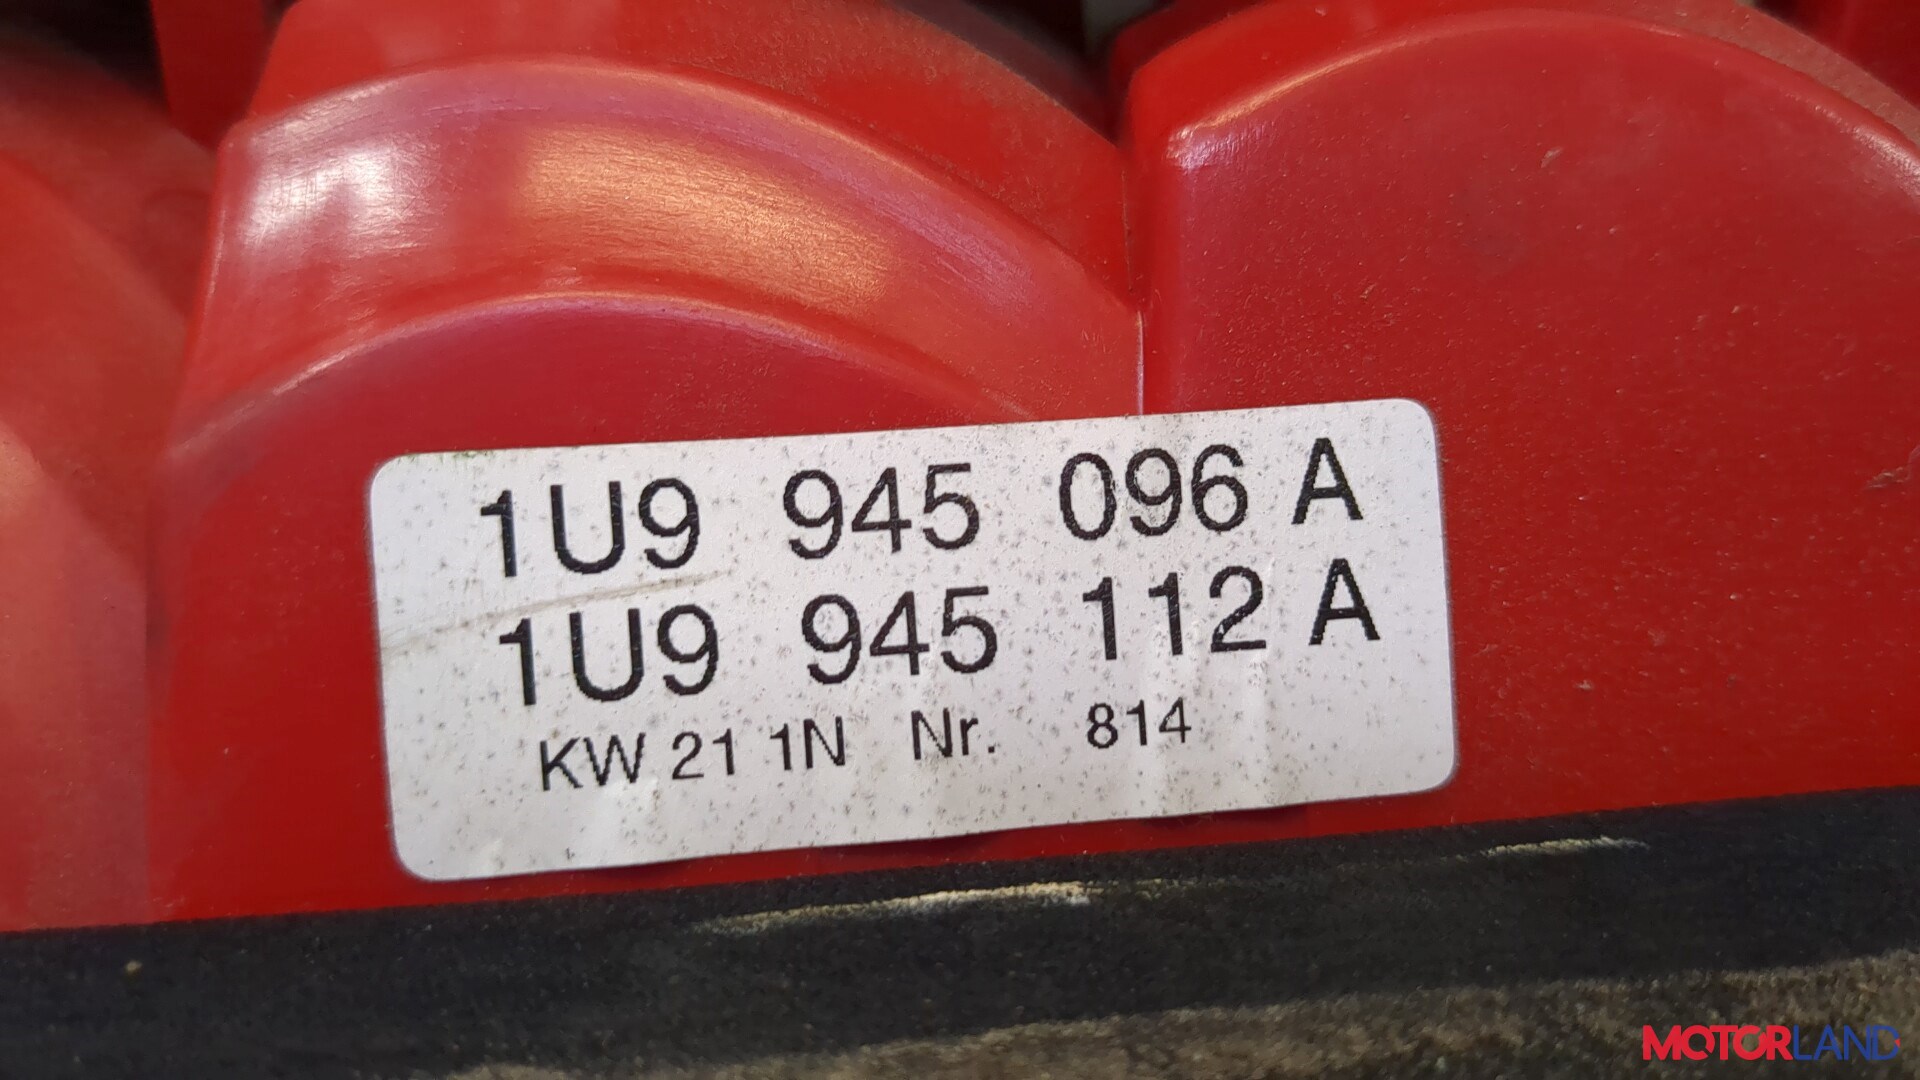 1U9 945 096 A
1U9 945 112 A
KW 21 1N Nr. 814
MOTORLAND